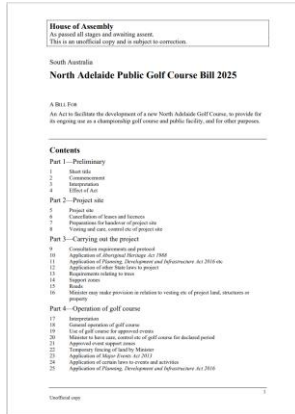 House of Assembly
As passed all stages and awaiting assent.
This is an unofficial copy and is subject to correction.
South Australia
North Adelaide Public Golf Course Bill 2025
A BILL FOR
An Act to facilitate the development of a new North Adelaide Golf Course, to provide for
its ongoing use as a championship golf course and public facility, and for other purposes.
Contents
Part 1—Preliminary
1 Short title
2 Commencement
3 Interpretation
4 Effect of Act
Part 2—Project site
5 Project site
6 Cancellation of leases and licences
7 Preparations for handover of project site
8 Vesting and care, control etc of project site
Part 3—Carrying out the project
9 Consultation requirements and protocol
10 Application of Aboriginal Heritage Act 1988
11 Application of Planning, Development and Infrastructure Act 2016 etc
12 Application of other State laws to project
13 Requirements relating to trees
14 Support zones
15 Roads
16 Minister may make provision in relation to vesting etc of project land, structures or
property
Part 4—Operation of golf course
17 Interpretation
18 General operation of golf course
19 Use of golf course for approved events
20 Minister to have care, control etc of golf course for declared period
21 Approved event support zones
22 Temporary fencing of land by Minister
23 Application of Major Events Act 2013
24 Application of certain laws to events and activities
25 Application of Planning, Development and Infrastructure Act 2016
1
Unofficial copy